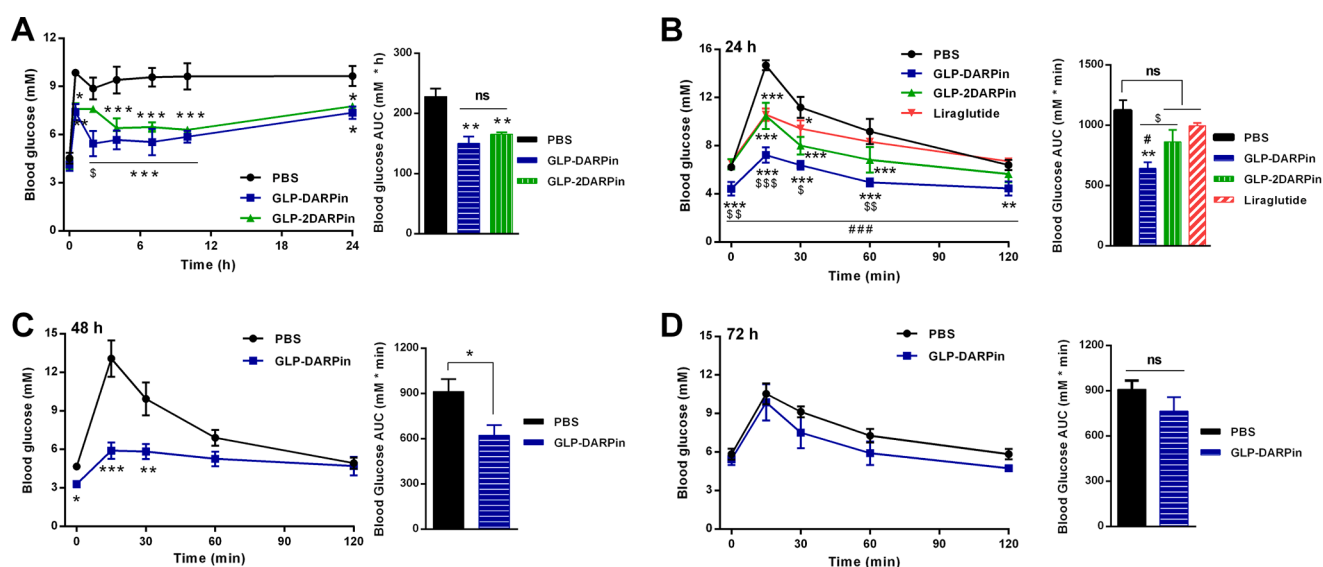 A
Blood glucose (mM)
12
9
6
3
0
0
6
12
18
24
Time (h)
*
**
***
***
***
*
*
$
***
PBS
GLP-DARPin
GLP-2DARPin
Blood glucose AUC (mM * h)
300
200
100
0
ns
**
**
PBS
GLP-DARPin
GLP-2DARPin
B
24 h
Blood glucose (mM)
16
12
8
4
0
0
30
60
90
120
Time (min)
PBS
GLP-DARPin
GLP-2DARPin
Liraglutide
***
*
***
***
***
***
$$$
***
$
***
$$
***
$$
**
###
Blood Glucose AUC (mM * min)
1500
1000
500
0
ns
$
#
**
PBS
GLP-DARPin
GLP-2DARPin
Liraglutide
C
48 h
Blood glucose (mM)
15
12
9
6
3
0
0
30
60
90
120
Time (min)
PBS
GLP-DARPin
***
**
*
Blood Glucose AUC (mM * min)
1200
900
600
300
0
*
PBS
GLP-DARPin
D
72 h
Blood glucose (mM)
15
12
9
6
3
0
0
30
60
90
120
Time (min)
PBS
GLP-DARPin
Blood Glucose AUC (mM * min)
1200
900
600
300
0
ns
PBS
GLP-DARPin